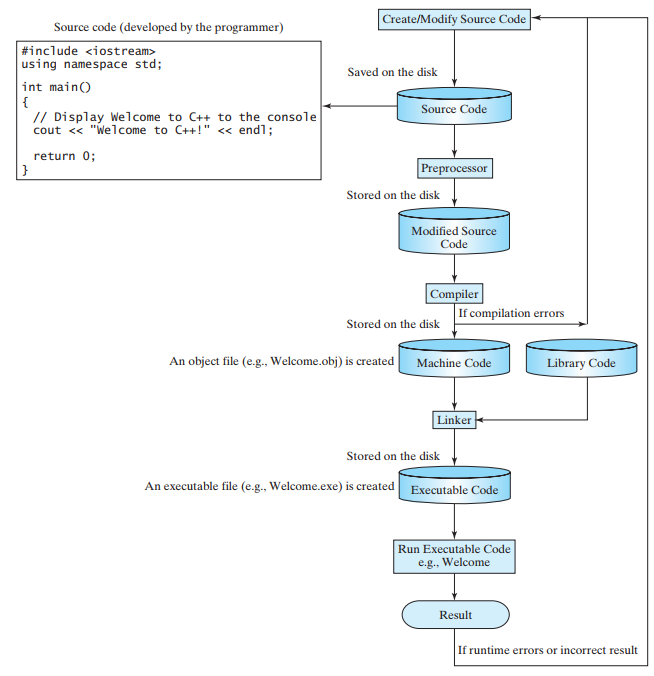 Source code (developed by the programmer)
#include <iostream>
using namespace std;
int main()
{
// Display Welcome to C++ to the console
cout << "Welcome to C++!" << endl;
return 0;
}
Create/Modify Source Code
Saved on the disk
Source Code
Preprocessor
Stored on the disk
Modified Source
Code
Compiler
If compilation errors
Stored on the disk
An object file (e.g., Welcome.obj) is created
Machine Code
Library Code
Linker
Stored on the disk
An executable file (e.g., Welcome.exe) is created
Executable Code
Run Executable Code
e.g., Welcome
Result
If runtime errors or incorrect result